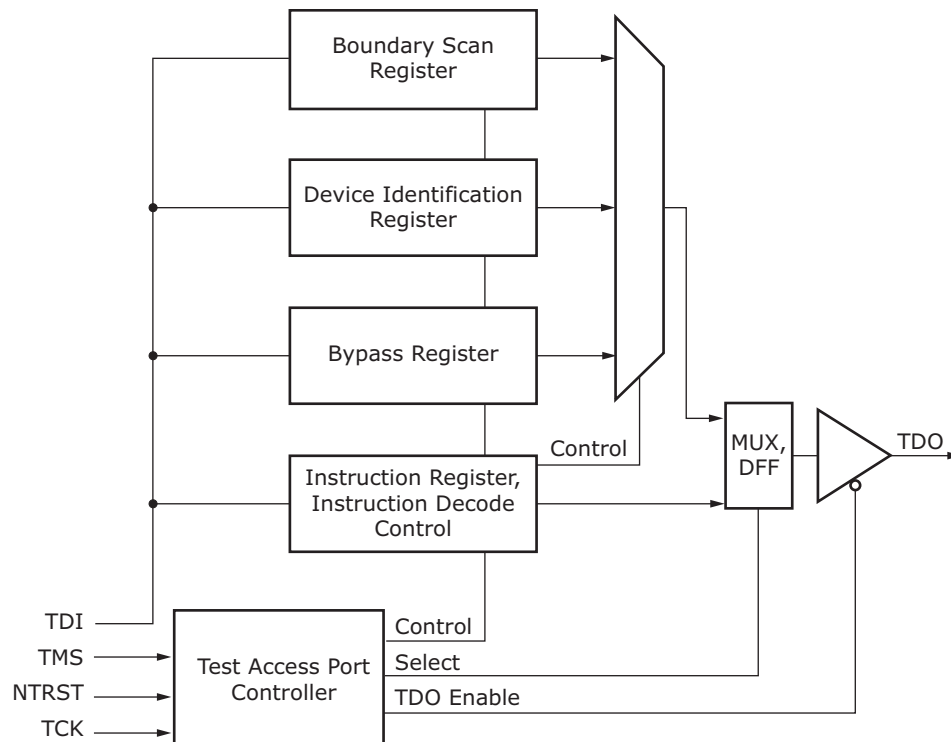 Boundary Scan
Register
Device Identification
Register
Bypass Register
Control
Instruction Register,
Instruction Decode
Control
MUX,
DFF
TDO
TDI
TMS
NTRST
TCK
Test Access Port
Controller
Control
Select
TDO Enable